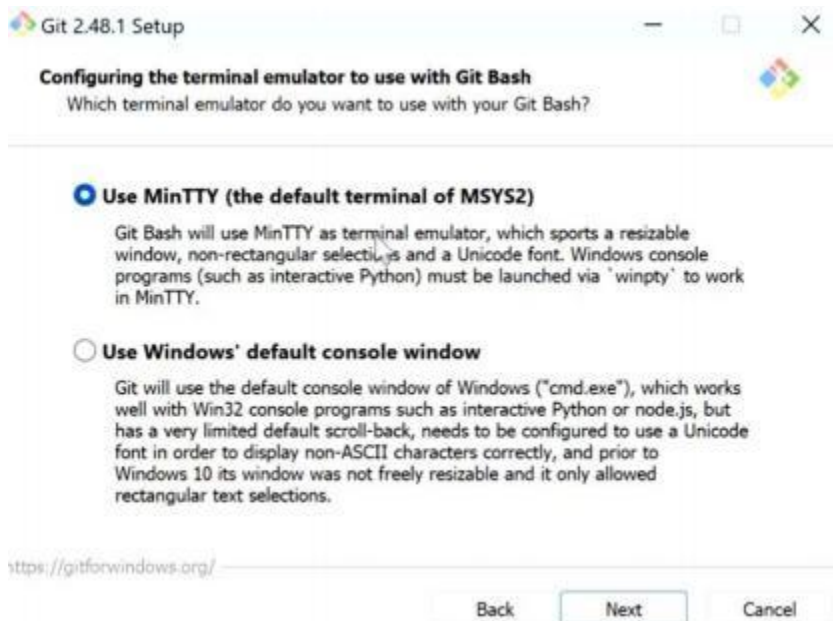 Git 2.48.1 Setup
Configuring the terminal emulator to use with Git Bash
Which terminal emulator do you want to use with your Git Bash?
Use MinTTY (the default terminal of MSYS2)
Git Bash will use MinTTY as terminal emulator, which sports a resizable
window, non-rectangular selections and a Unicode font. Windows console
programs (such as interactive Python) must be launched via `winpty` to work
in MinTTY.
Use Windows' default console window
Git will use the default console window of Windows ("cmd.exe"), which works
well with Win32 console programs such as interactive Python or node.js, but
has a very limited default scroll-back, needs to be configured to use a Unicode
font in order to display non-ASCII characters correctly, and prior to
Windows 10 its window was not freely resizable and it only allowed
rectangular text selections.
https://gitforwindows.org/
Back Next Cancel